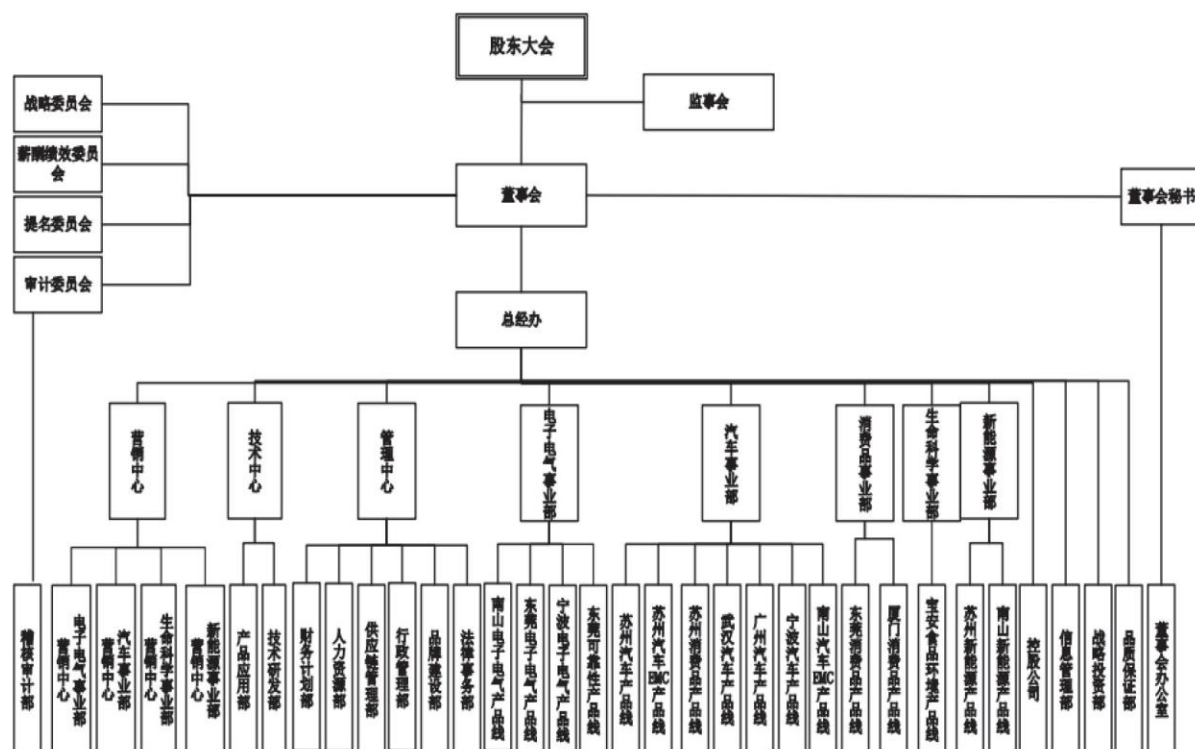 股东大会
监事会
战略委员会
薪酬绩效委员
会
提名委员会
审计委员会
董事会
董事会秘书
总经办
营销中心
技术中心
管理中心
电子电气事业部
汽车事业部
消费品事业部
生命科学事业部
新能源事业部
稽核审计部
电子电气事业部
营销中心
汽车事业部
营销中心
生命科学事业部
营销中心
新能源事业部
营销中心
产品应用部
技术研发部
财务计划部
人力资源部
供应链管理部
行政管理部
品牌建设部
法律事务部
南山电子电气产品线
东莞电子电气产品线
宁波电子电气产品线
东莞可靠性产品线
苏州汽车产品线
苏州汽车EMC产品线
苏州消费品产品线
武汉汽车产品线
广州汽车产品线
宁波汽车产品线
南山汽车EMC产品线
东莞消费品产品线
厦门消费品产品线
宝安食品环境产品线
苏州新能源产品线
南山新能源产品线
控股公司
信息管理部
战略投资部
品质保证部
董事会办公室